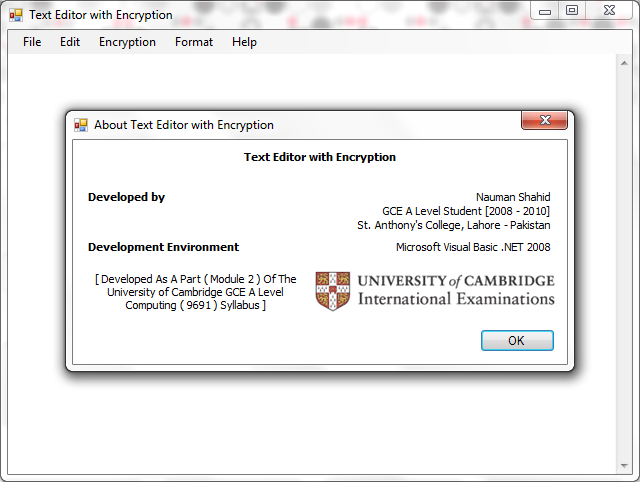 Text Editor with Encryption
File Edit Encryption Format Help
About Text Editor with Encryption
Text Editor with Encryption
Developed by Nauman Shahid
GCE A Level Student [2008 - 2010]
St. Anthony's College, Lahore - Pakistan
Development Environment Microsoft Visual Basic .NET 2008
[ Developed As A Part ( Module 2 ) Of The
University of Cambridge GCE A Level
Computing ( 9691 ) Syllabus ]
UNIVERSITY of CAMBRIDGE
International Examinations
OK